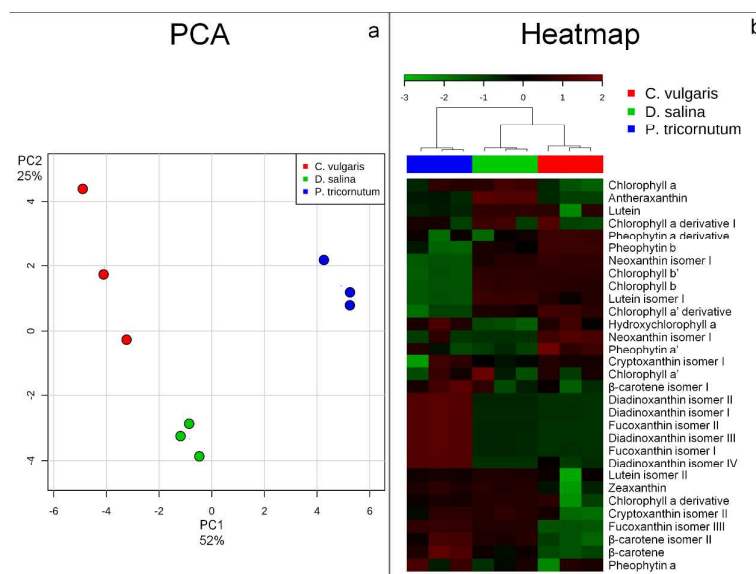 PCA
a
PC2
25%
C. vulgaris
D. salina
P. tricornutum
4
2
0
-2
-4
-6 -4 -2 0 2 4 6
PC1
52%
Heatmap
b
-3 -2 -1 0 1 2
C. vulgaris
D. salina
P. tricornutum
Chlorophyll a
Antheraxanthin
Lutein
Chlorophyll a derivative I
Pheophytin a derivative
Pheophytin b
Neoxanthin isomer I
Chlorophyll b'
Chlorophyll b
Lutein isomer I
Chlorophyll a' derivative
Hydroxychlorophyll a
Neoxanthin isomer I
Pheophytin a'
Cryptoxanthin isomer I
Chlorophyll a'
β-carotene isomer I
Diadinoxanthin isomer II
Diadinoxanthin isomer I
Fucoxanthin isomer II
Diadinoxanthin isomer III
Fucoxanthin isomer I
Diadinoxanthin isomer IV
Lutein isomer II
Zeaxanthin
Chlorophyll a derivative
Cryptoxanthin isomer II
Fucoxanthin isomer IIII
β-carotene isomer II
β-carotene
Pheophytin a